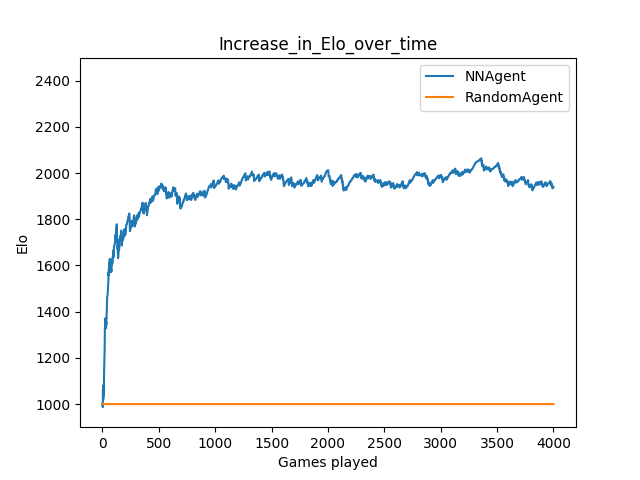 Increase_in_Elo_over_time
NNAgent
RandomAgent
2400
2200
2000
1800
1600
1400
1200
1000
Elo
0 500 1000 1500 2000 2500 3000 3500 4000
Games played